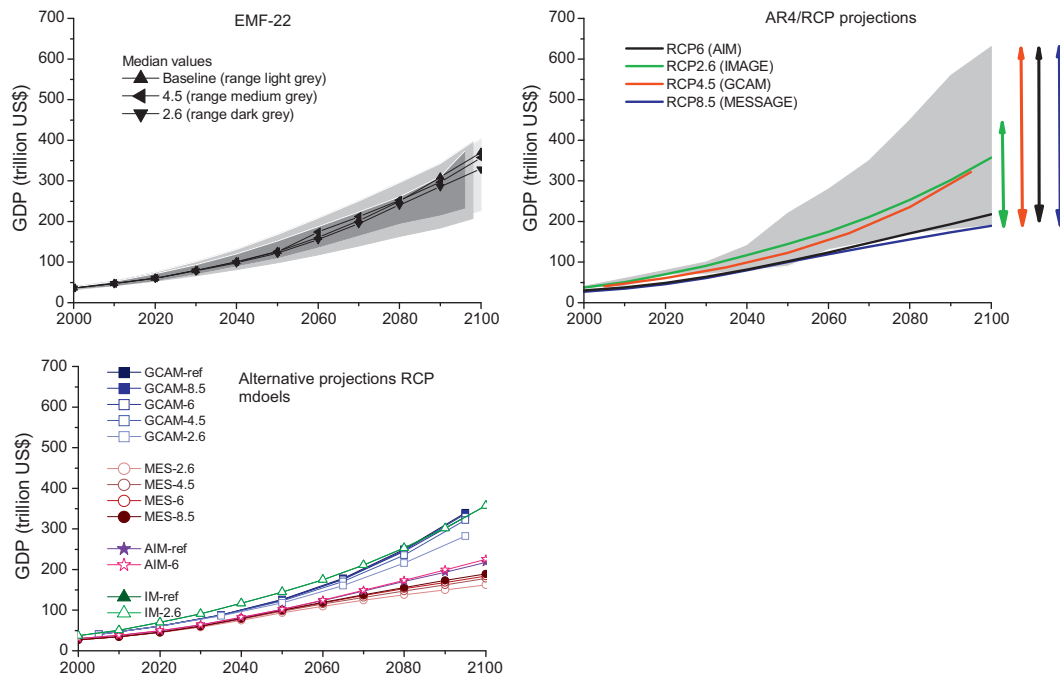 EMF-22
GDP (trillion US$)
700
600
500
400
300
200
100
0
2000 2020 2040 2060 2080 2100
Median values
Baseline (range light grey)
4.5 (range medium grey)
2.6 (range dark grey)
AR4/RCP projections
GDP (trillion US$)
700
600
500
400
300
200
100
0
2000 2020 2040 2060 2080 2100
RCP6 (AIM)
RCP2.6 (IMAGE)
RCP4.5 (GCAM)
RCP8.5 (MESSAGE)
Alternative projections RCP
mdoels
GDP (trillion US$)
700
600
500
400
300
200
100
0
2000 2020 2040 2060 2080 2100
GCAM-ref
GCAM-8.5
GCAM-6
GCAM-4.5
GCAM-2.6
MES-2.6
MES-4.5
MES-6
MES-8.5
AIM-ref
AIM-6
IM-ref
IM-2.6